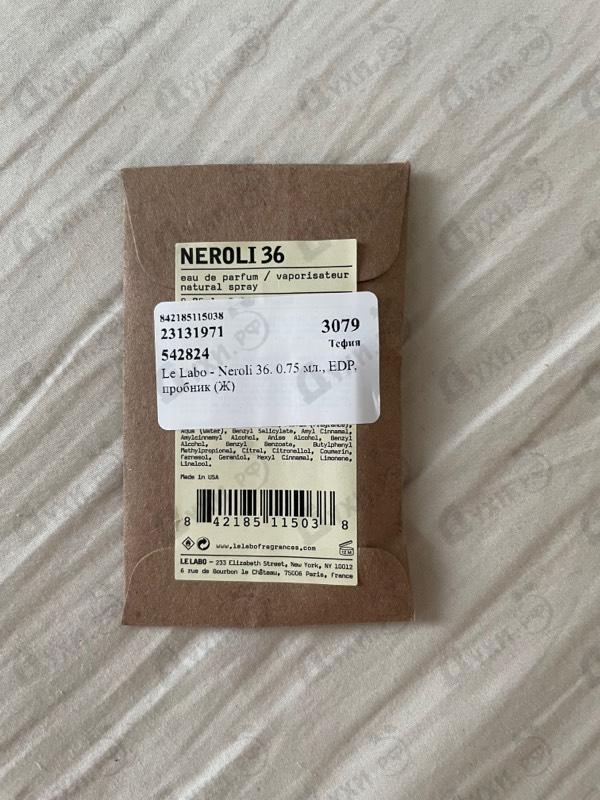 NEROLI 36
eau de parfum / vaporisateur
natural spray
842185115038
23131971
3079
Тефия
542824
Le Labo - Neroli 36. 0.75 мл., EDP,
пробник (Ж)
Aqua (Water), Benzyl Salicylate, Amyl Cinnamal,
Amylcinnamyl Alcohol, Anise Alcohol, Benzyl
Alcohol, Benzyl Benzoate, Butylphenyl
Methylpropional, Citral, Citronellol, Coumarin,
Farnesol, Geraniol, Hexyl Cinnamal, Limonene,
Linalool.
Made in USA
8 42185 11503 8
www.lelabofragrances.com
12 M
LE LABO - 233 Elizabeth Street, New York, NY 10012
6 rue de Bourbon le Château, 75006 Paris, france
Духи.рф